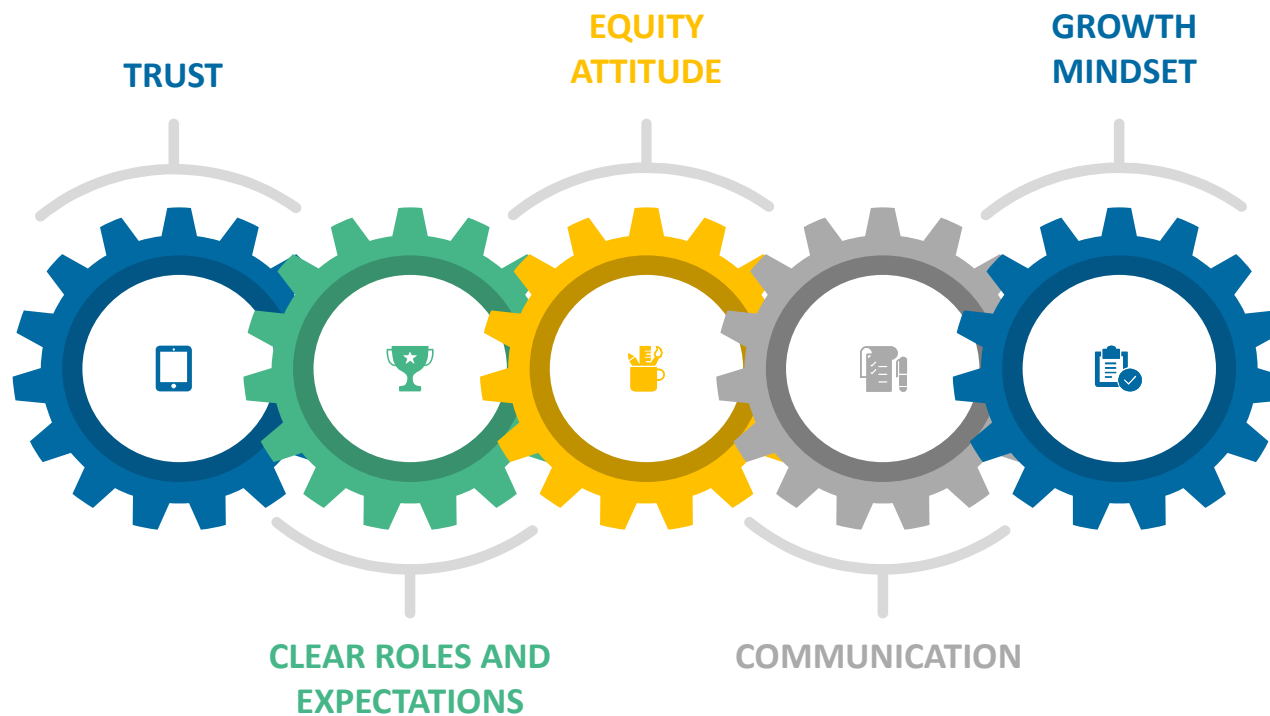 TRUST
EQUITY
ATTITUDE
GROWTH
MINDSET
CLEAR ROLES AND
EXPECTATIONS
COMMUNICATION